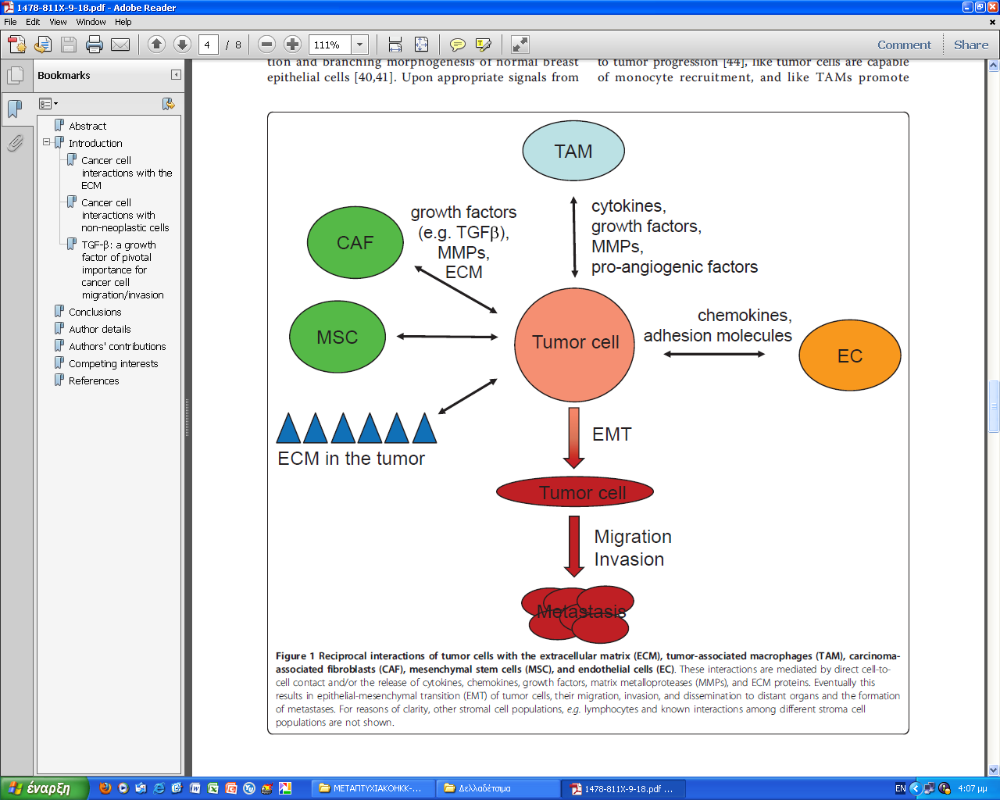 1478-811X-9-18.pdf - Adobe Reader
File Edit View Window Help
4 / 8 111% Comment Share
Bookmarks
Abstract
Introduction
Cancer cell
interactions with the
ECM
Cancer cell
interactions with
non-neoplastic cells
TGF-β: a growth
factor of pivotal
importance for
cancer cell
migration/invasion
Conclusions
Author details
Authors' contributions
Competing interests
References
tion and branching morphogenesis of normal breast
epithelial cells [40,41]. Upon appropriate signals from
to tumor progression [44], like tumor cells are capable
of monocyte recruitment, and like TAMs promote
TAM
cytokines,
growth factors,
MMPs,
pro-angiogenic factors
growth factors
(e.g. TGFβ),
MMPs,
ECM
CAF
MSC
Tumor cell
chemokines,
adhesion molecules
EC
ECM in the tumor
EMT
Tumor cell
Migration
Invasion
Metastasis
Figure 1 Reciprocal interactions of tumor cells with the extracellular matrix (ECM), tumor-associated macrophages (TAM), carcinoma-
associated fibroblasts (CAF), mesenchymal stem cells (MSC), and endothelial cells (EC). These interactions are mediated by direct cell-to-
cell contact and/or the release of cytokines, chemokines, growth factors, matrix metalloproteases (MMPs), and ECM proteins. Eventually this
results in epithelial-mesenchymal transition (EMT) of tumor cells, their migration, invasion, and dissemination to distant organs and the formation
of metastases. For reasons of clarity, other stromal cell populations, e.g. lymphocytes and known interactions among different stroma cell
populations are not shown.
έναρξη
ΜΕΤΑΠΤΥΧΙΑΚΟΗΚΚ-...
Δελλαδέτσιμα
1478-811X-9-18.pdf ...
EN
4:07 μμ